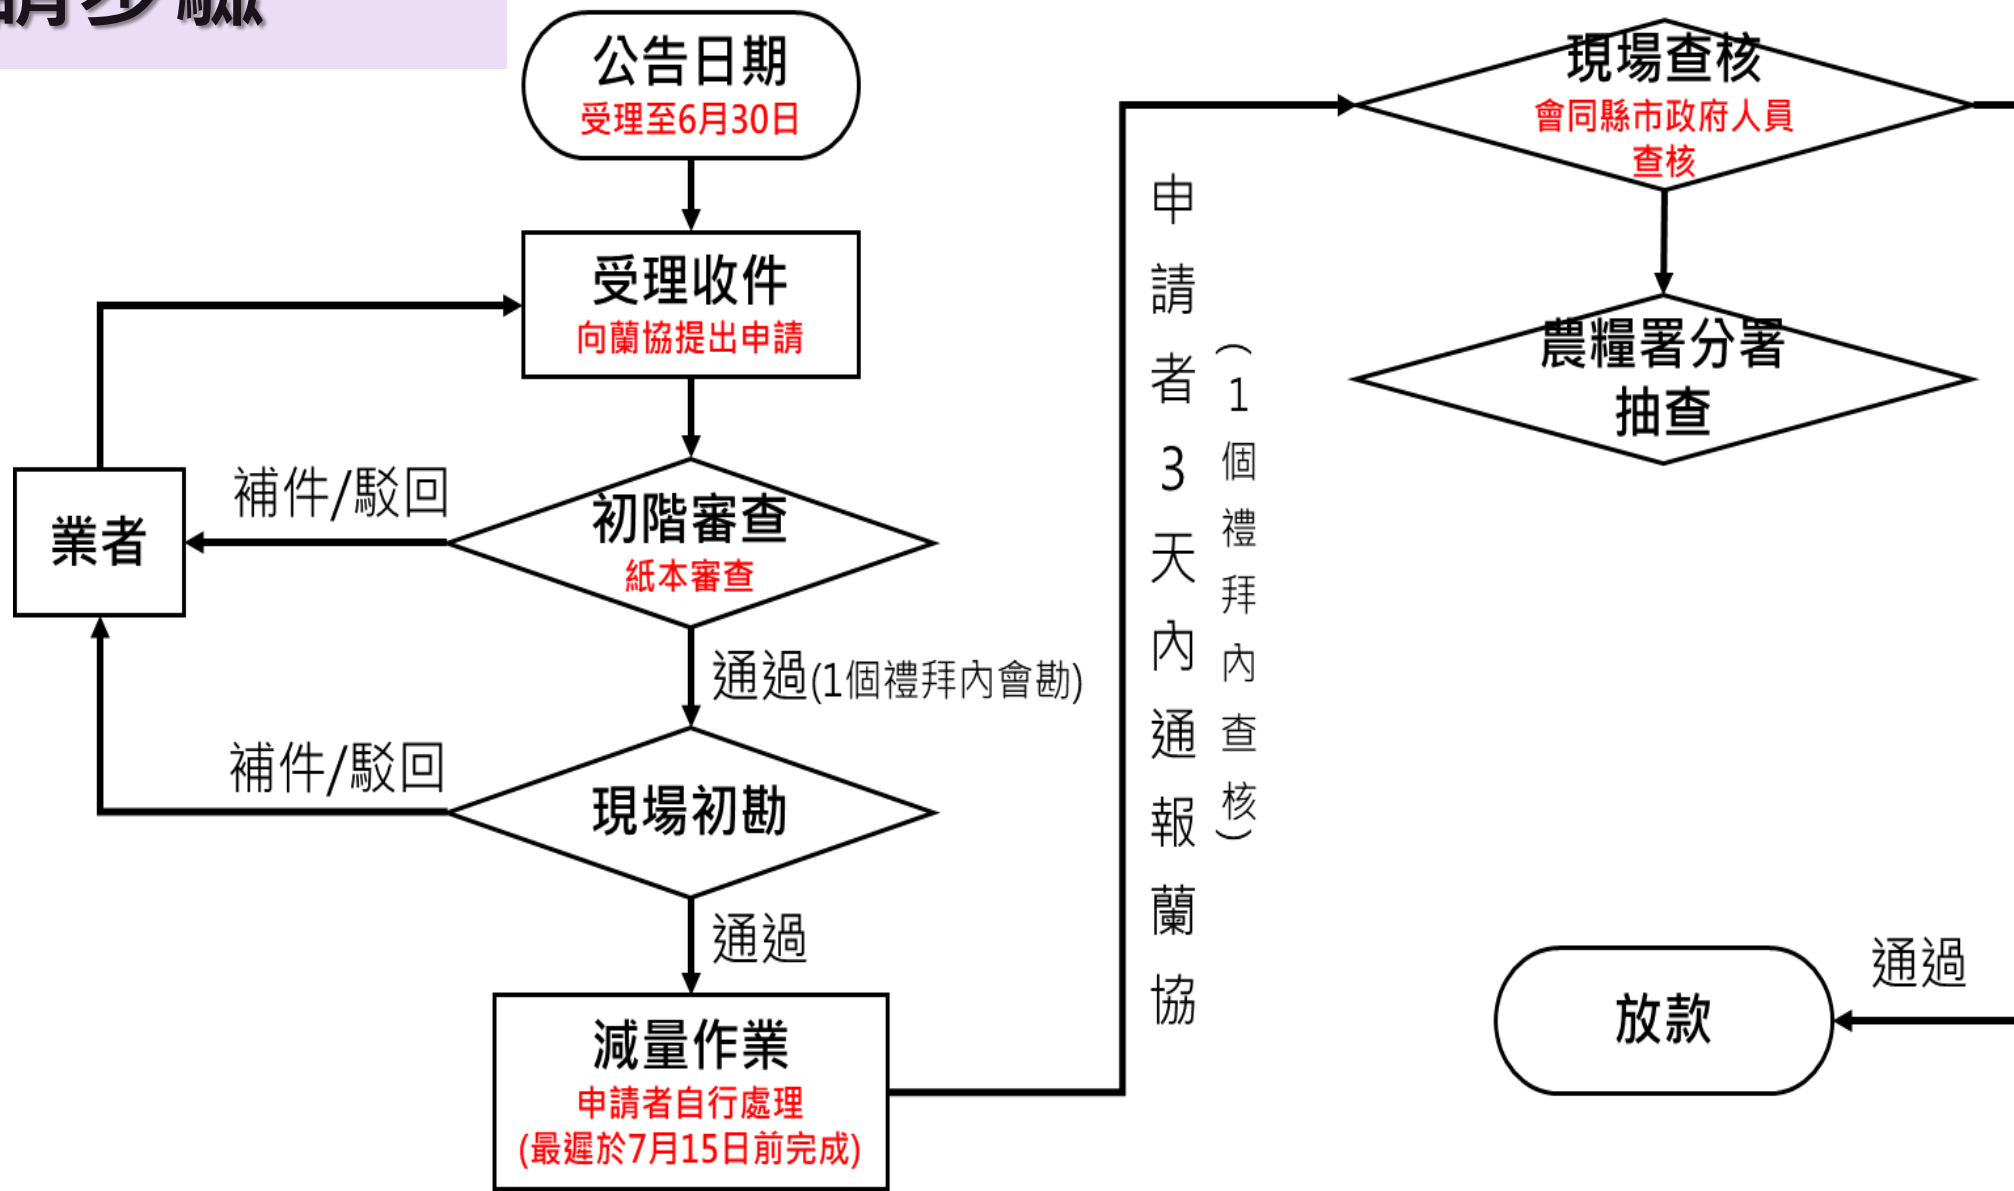 請步驟
公告日期
受理至6月30日
受理收件
向蘭協提出申請
業者
補件/駁回
初階審查
紙本審查
通過(1個禮拜內會勘)
補件/駁回
現場初勘
通過
減量作業
申請者自行處理
(最遲於7月15日前完成)
申請者3天內通報蘭協
(1個禮拜內查核)
現場查核
會同縣市政府人員
查核
農糧署分署
抽查
通過
放款